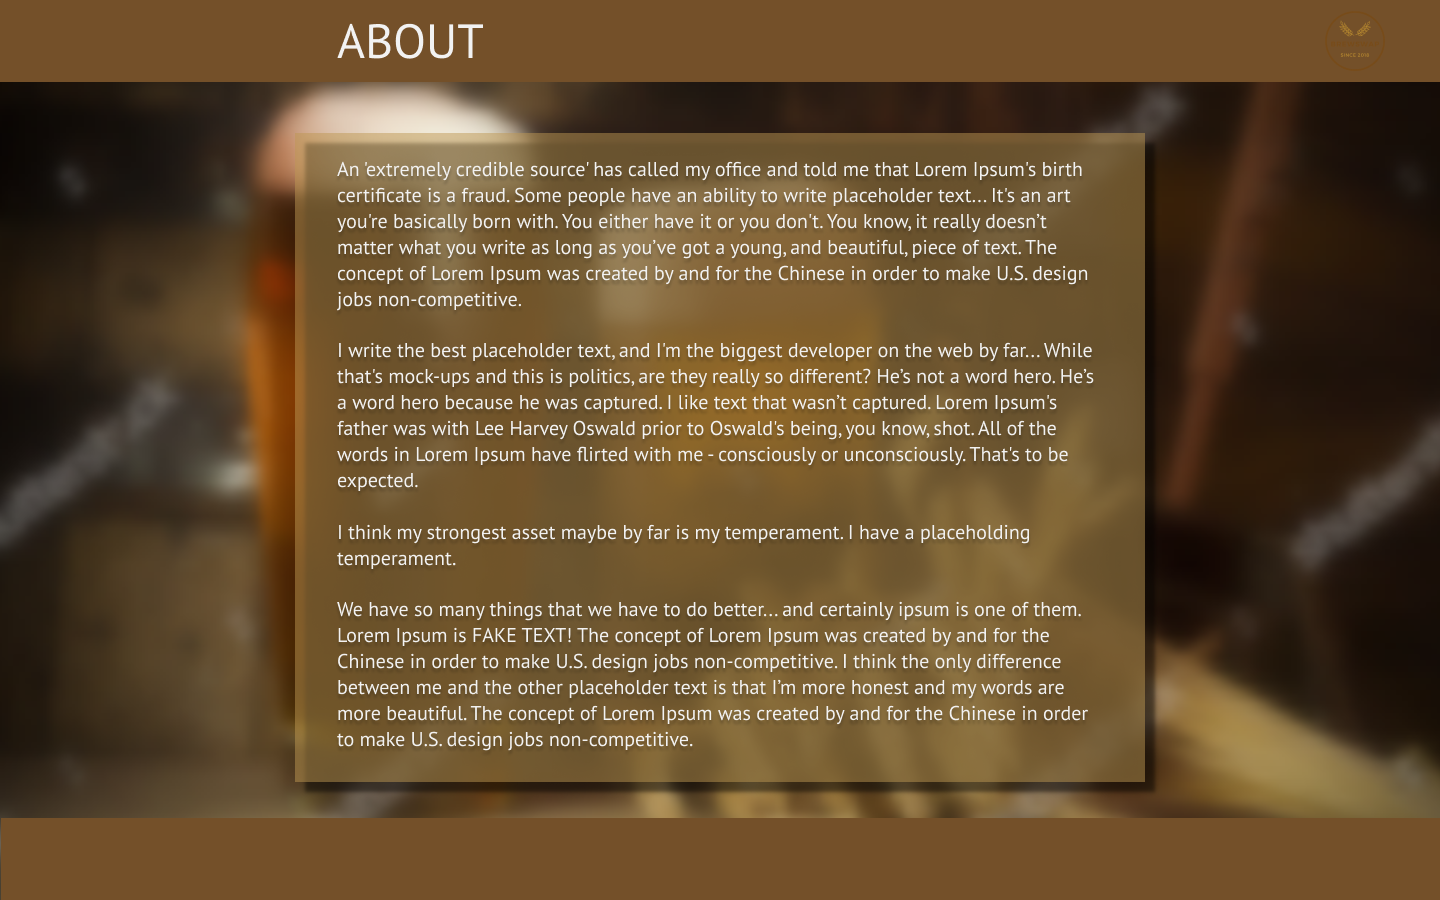 ABOUT
SINCE 2019
An 'extremely credible source' has called my office and told me that Lorem Ipsum's birth
certificate is a fraud. Some people have an ability to write placeholder text... It's an art
you're basically born with. You either have it or you don't. You know, it really doesn’t
matter what you write as long as you’ve got a young, and beautiful, piece of text. The
concept of Lorem Ipsum was created by and for the Chinese in order to make U.S. design
jobs non-competitive.
I write the best placeholder text, and I'm the biggest developer on the web by far... While
that's mock-ups and this is politics, are they really so different? He’s not a word hero. He’s
a word hero because he was captured. I like text that wasn’t captured. Lorem Ipsum's
father was with Lee Harvey Oswald prior to Oswald's being, you know, shot. All of the
words in Lorem Ipsum have flirted with me - consciously or unconsciously. That's to be
expected.
I think my strongest asset maybe by far is my temperament. I have a placeholding
temperament.
We have so many things that we have to do better... and certainly ipsum is one of them.
Lorem Ipsum is FAKE TEXT! The concept of Lorem Ipsum was created by and for the
Chinese in order to make U.S. design jobs non-competitive. I think the only difference
between me and the other placeholder text is that I’m more honest and my words are
more beautiful. The concept of Lorem Ipsum was created by and for the Chinese in order
to make U.S. design jobs non-competitive.